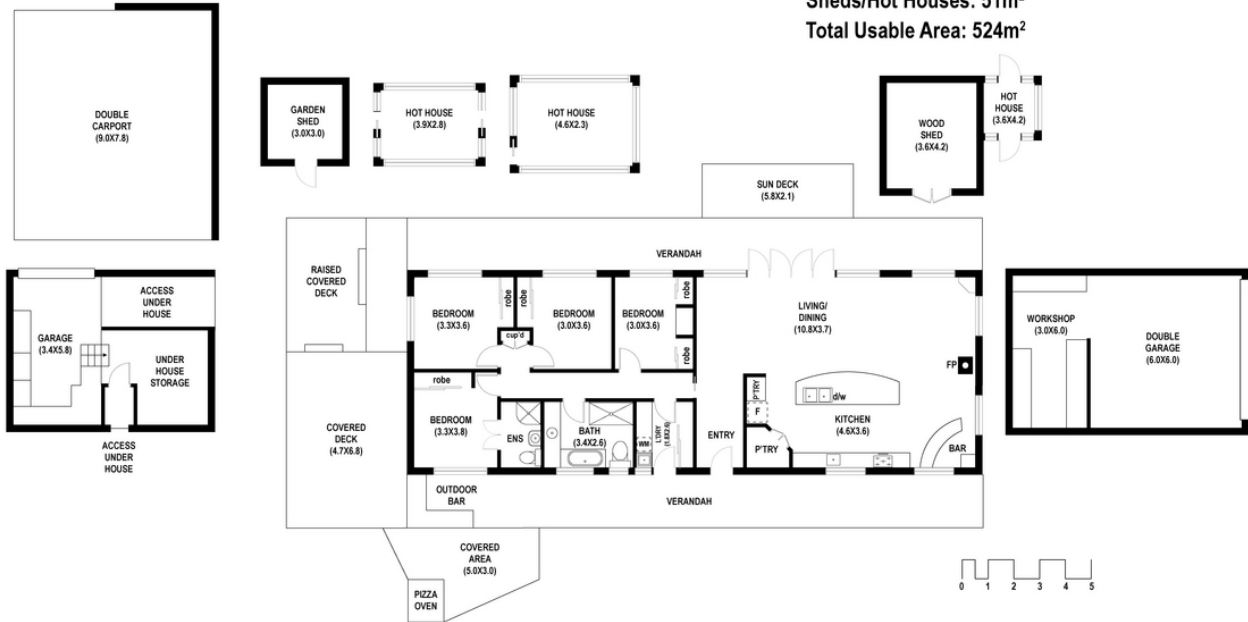 Sheds/Hot Houses: 51m²
Total Usable Area: 524m²
DOUBLE
CARPORT
(9.0X7.8)
GARDEN
SHED
(3.0X3.0)
HOT HOUSE
(3.9X2.8)
HOT HOUSE
(4.6X2.3)
WOOD
SHED
(3.6X4.2)
HOT
HOUSE
(3.6X4.2)
SUN DECK
(5.8X2.1)
VERANDAH
RAISED
COVERED
DECK
BEDROOM
(3.3X3.6)
robe
robe
BEDROOM
(3.0X3.6)
BEDROOM
(3.0X3.6)
robe
robe
cup'd
LIVING/
DINING
(10.8X3.7)
FP
ACCESS
UNDER
HOUSE
GARAGE
(3.4X5.8)
UNDER
HOUSE
STORAGE
ACCESS
UNDER
HOUSE
WORKSHOP
(3.0X6.0)
DOUBLE
GARAGE
(6.0X6.0)
COVERED
DECK
(4.7X6.8)
robe
BEDROOM
(3.3X3.8)
ENS
BATH
(3.4X2.6)
WM
L'DRY
(1.8X2.6)
ENTRY
P'TRY
F
P'TRY
d/w
KITCHEN
(4.6X3.6)
BAR
OUTDOOR
BAR
VERANDAH
COVERED
AREA
(5.0X3.0)
PIZZA
OVEN
0 1 2 3 4 5